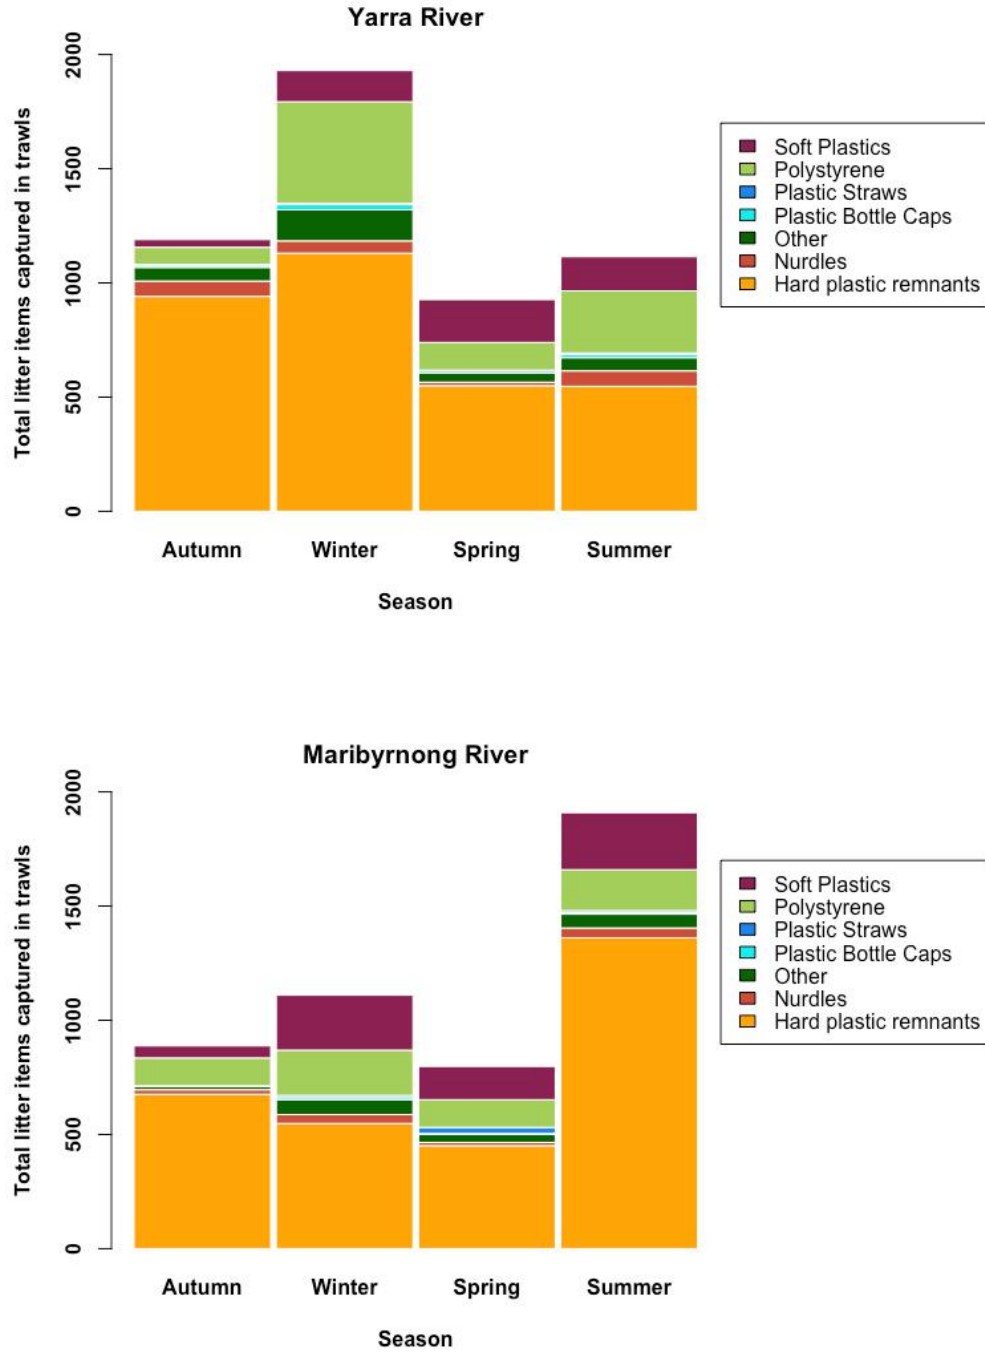 Yarra River
Total litter items captured in trawls
2000
1500
1000
500
0
Autumn Winter Spring Summer
Season
Soft Plastics
Polystyrene
Plastic Straws
Plastic Bottle Caps
Other
Nurdles
Hard plastic remnants
Maribyrnong River
Total litter items captured in trawls
2000
1500
1000
500
0
Autumn Winter Spring Summer
Season
Soft Plastics
Polystyrene
Plastic Straws
Plastic Bottle Caps
Other
Nurdles
Hard plastic remnants